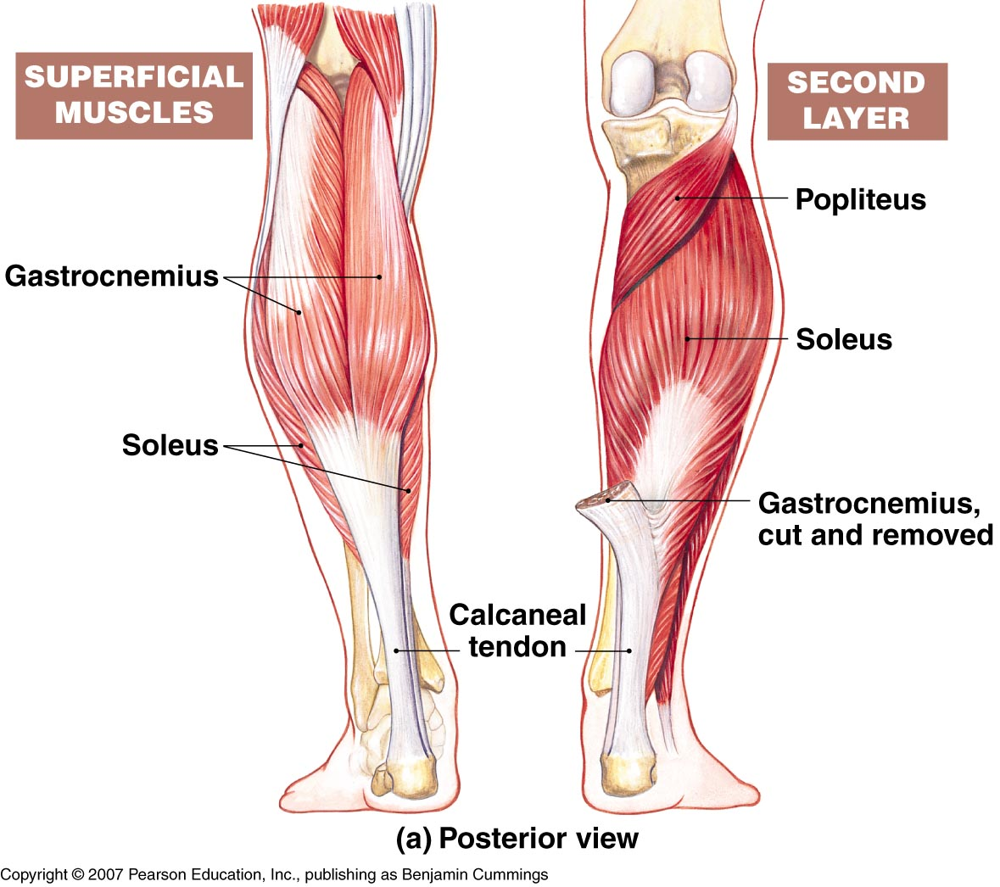 SUPERFICIAL
MUSCLES
SECOND
LAYER
Popliteus
Gastrocnemius
Soleus
Soleus
Gastrocnemius,
cut and removed
Calcaneal
tendon
(a) Posterior view
Copyright © 2007 Pearson Education, Inc., publishing as Benjamin Cummings